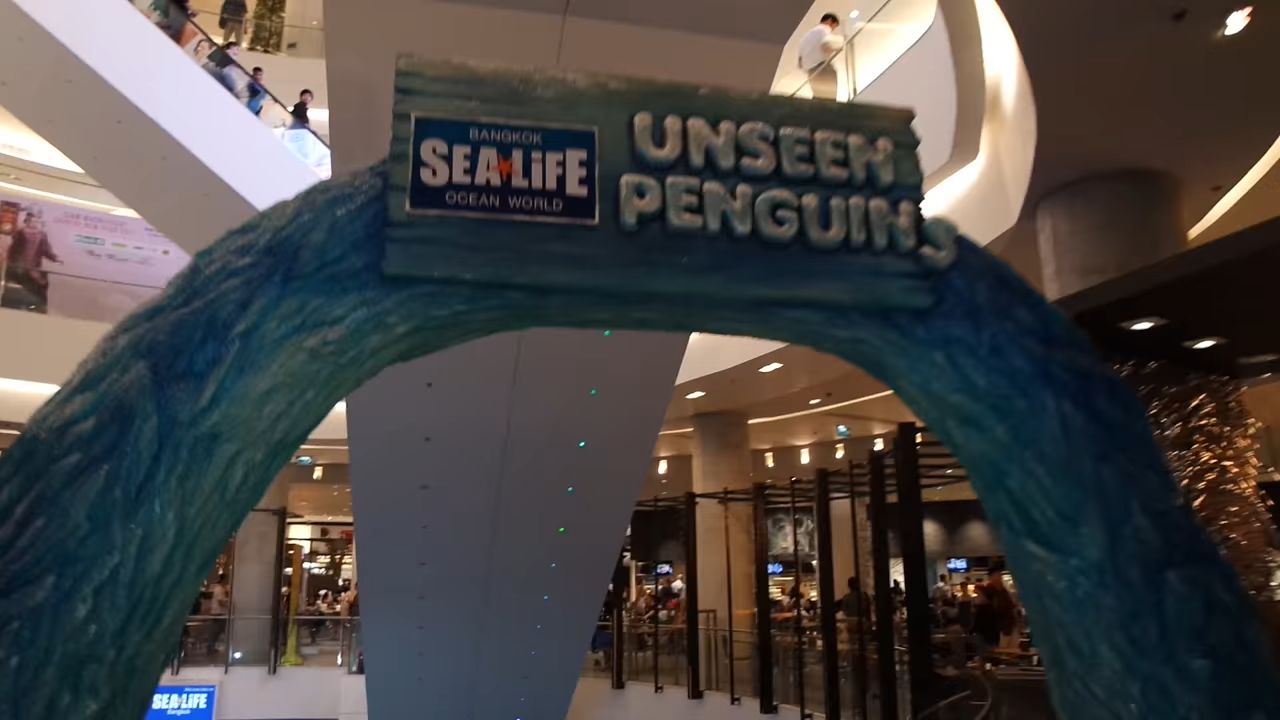 BANGKOK
SEA LiFE
OCEAN WORLD
UNSEEN
PENGUINS
SEA LiFE
Bangkok